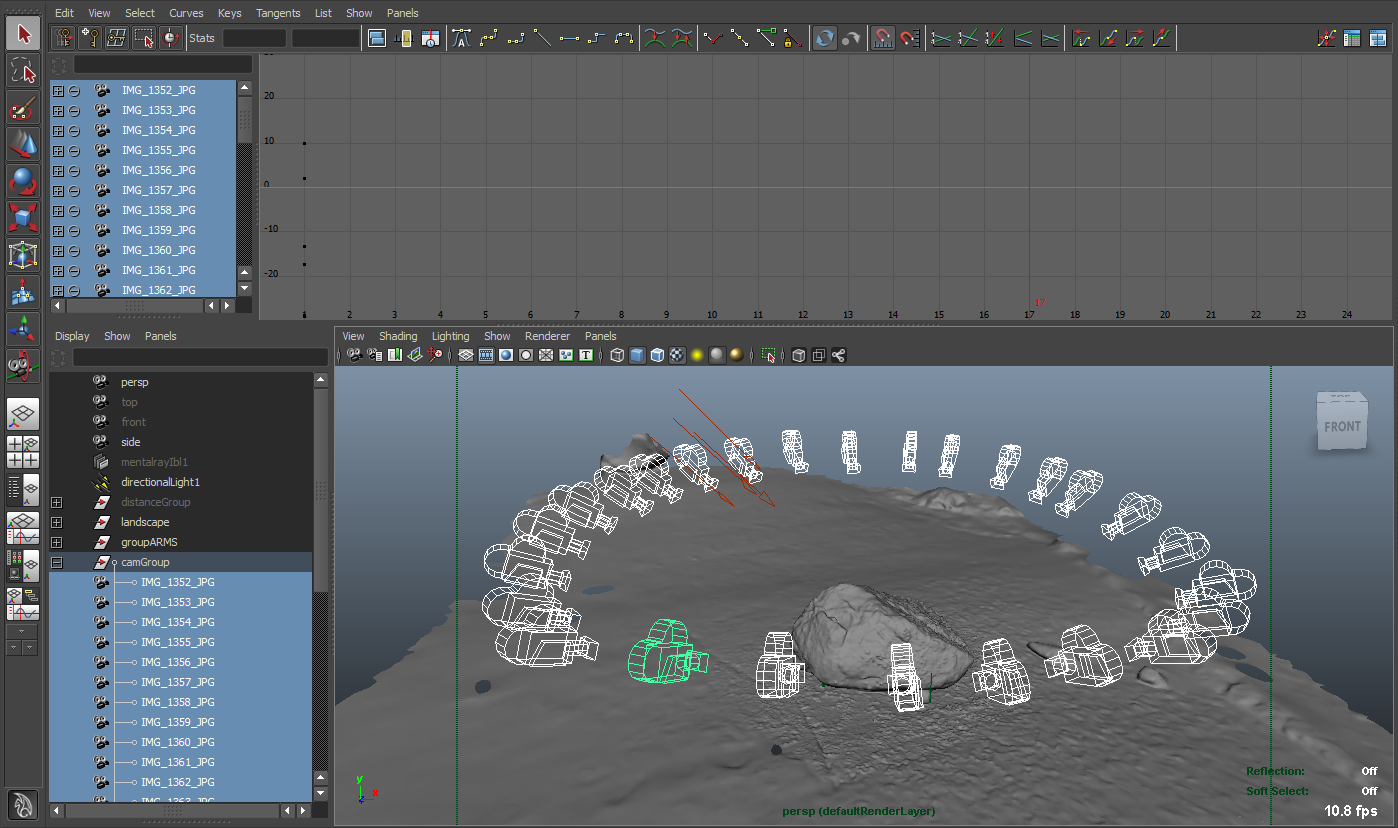 Edit View Select Curves Keys Tangents List Show Panels
Stats
IMG_1352_JPG
IMG_1353_JPG
IMG_1354_JPG
IMG_1355_JPG
IMG_1356_JPG
IMG_1357_JPG
IMG_1358_JPG
IMG_1359_JPG
IMG_1360_JPG
IMG_1361_JPG
IMG_1362_JPG
20
10
0
-10
-20
17
1 2 3 4 5 6 7 8 9 10 11 12 13 14 15 16 17 18 19 20 21 22 23 24
Display Show Panels
persp
top
front
side
mentalrayIbl1
directionalLight1
distanceGroup
landscape
groupARMS
camGroup
IMG_1352_JPG
IMG_1353_JPG
IMG_1354_JPG
IMG_1355_JPG
IMG_1356_JPG
IMG_1357_JPG
IMG_1358_JPG
IMG_1359_JPG
IMG_1360_JPG
IMG_1361_JPG
IMG_1362_JPG
IMG_1363_JPG
View Shading Lighting Show Renderer Panels
T
TOP
FRONT
Reflection: Off
Soft Select: Off
10.8 fps
persp (defaultRenderLayer)
y
x